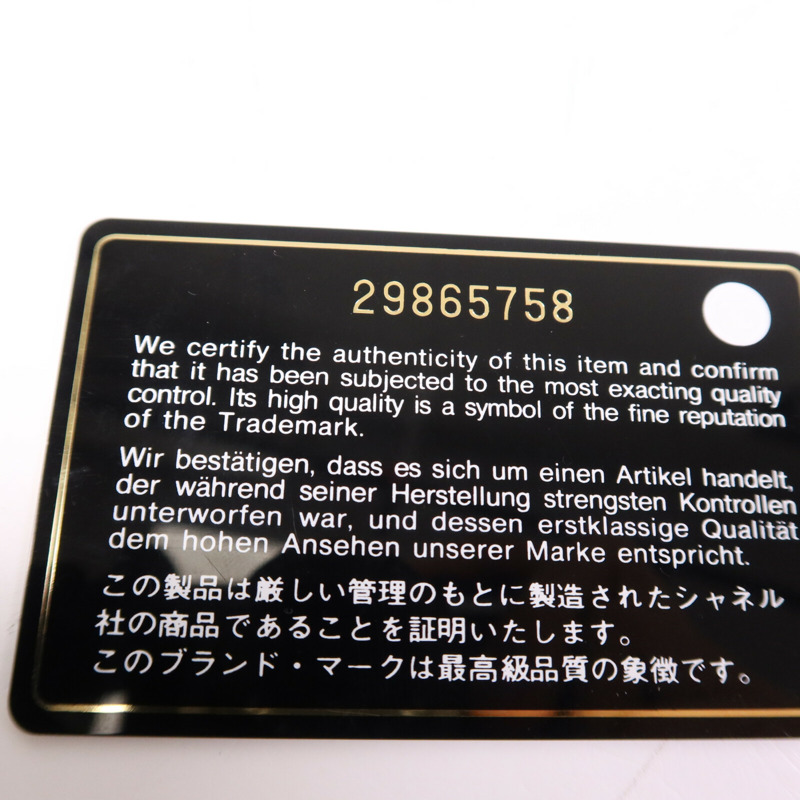 29865758
We certify the authenticity of this item and confirm
that it has been subjected to the most exacting quality
control. Its high quality is a symbol of the fine reputation
of the Trademark.
Wir bestätigen, dass es sich um einen Artikel handelt,
der während seiner Herstellung strengsten Kontrollen
unterworfen war, und dessen erstklassige Qualität
dem hohen Ansehen unserer Marke entspricht.
この製品は厳しい管理のもとに製造されたシャネル
社の商品であることを証明いたします。
このブランド・マークは最高級品質の象徴です。